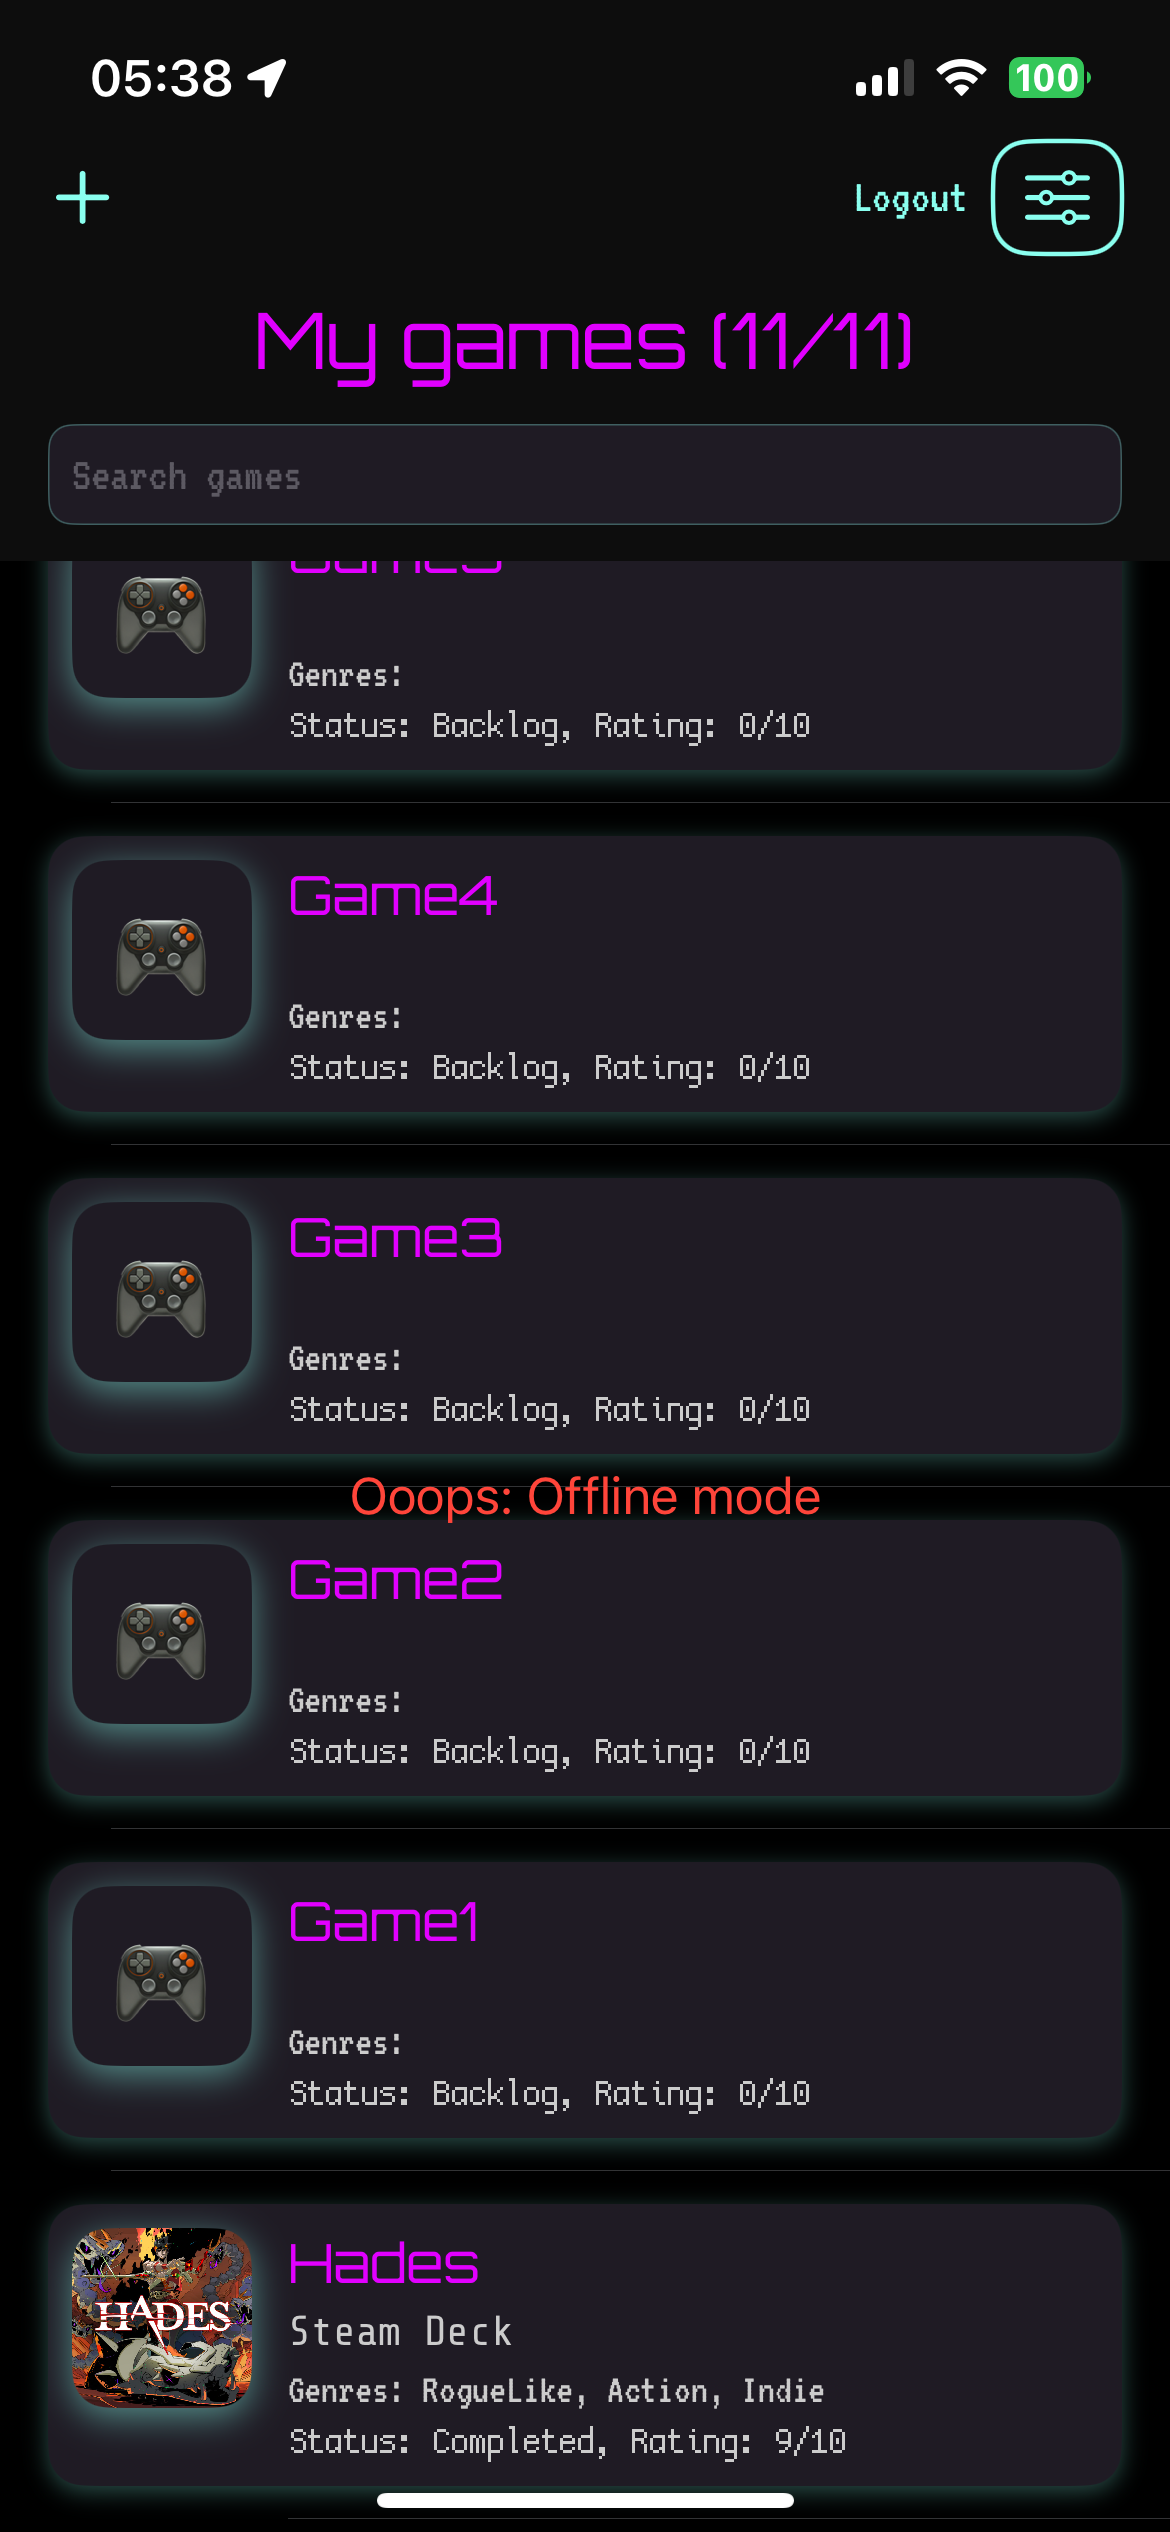 05:38
100
Logout
My games (11/11)
Search games
Genres:
Status: Backlog, Rating: 0/10
Game4
Genres:
Status: Backlog, Rating: 0/10
Game3
Genres:
Status: Backlog, Rating: 0/10
Ooops: Offline mode
Game2
Genres:
Status: Backlog, Rating: 0/10
Game1
Genres:
Status: Backlog, Rating: 0/10
HADES
Hades
Steam Deck
Genres: RogueLike, Action, Indie
Status: Completed, Rating: 9/10